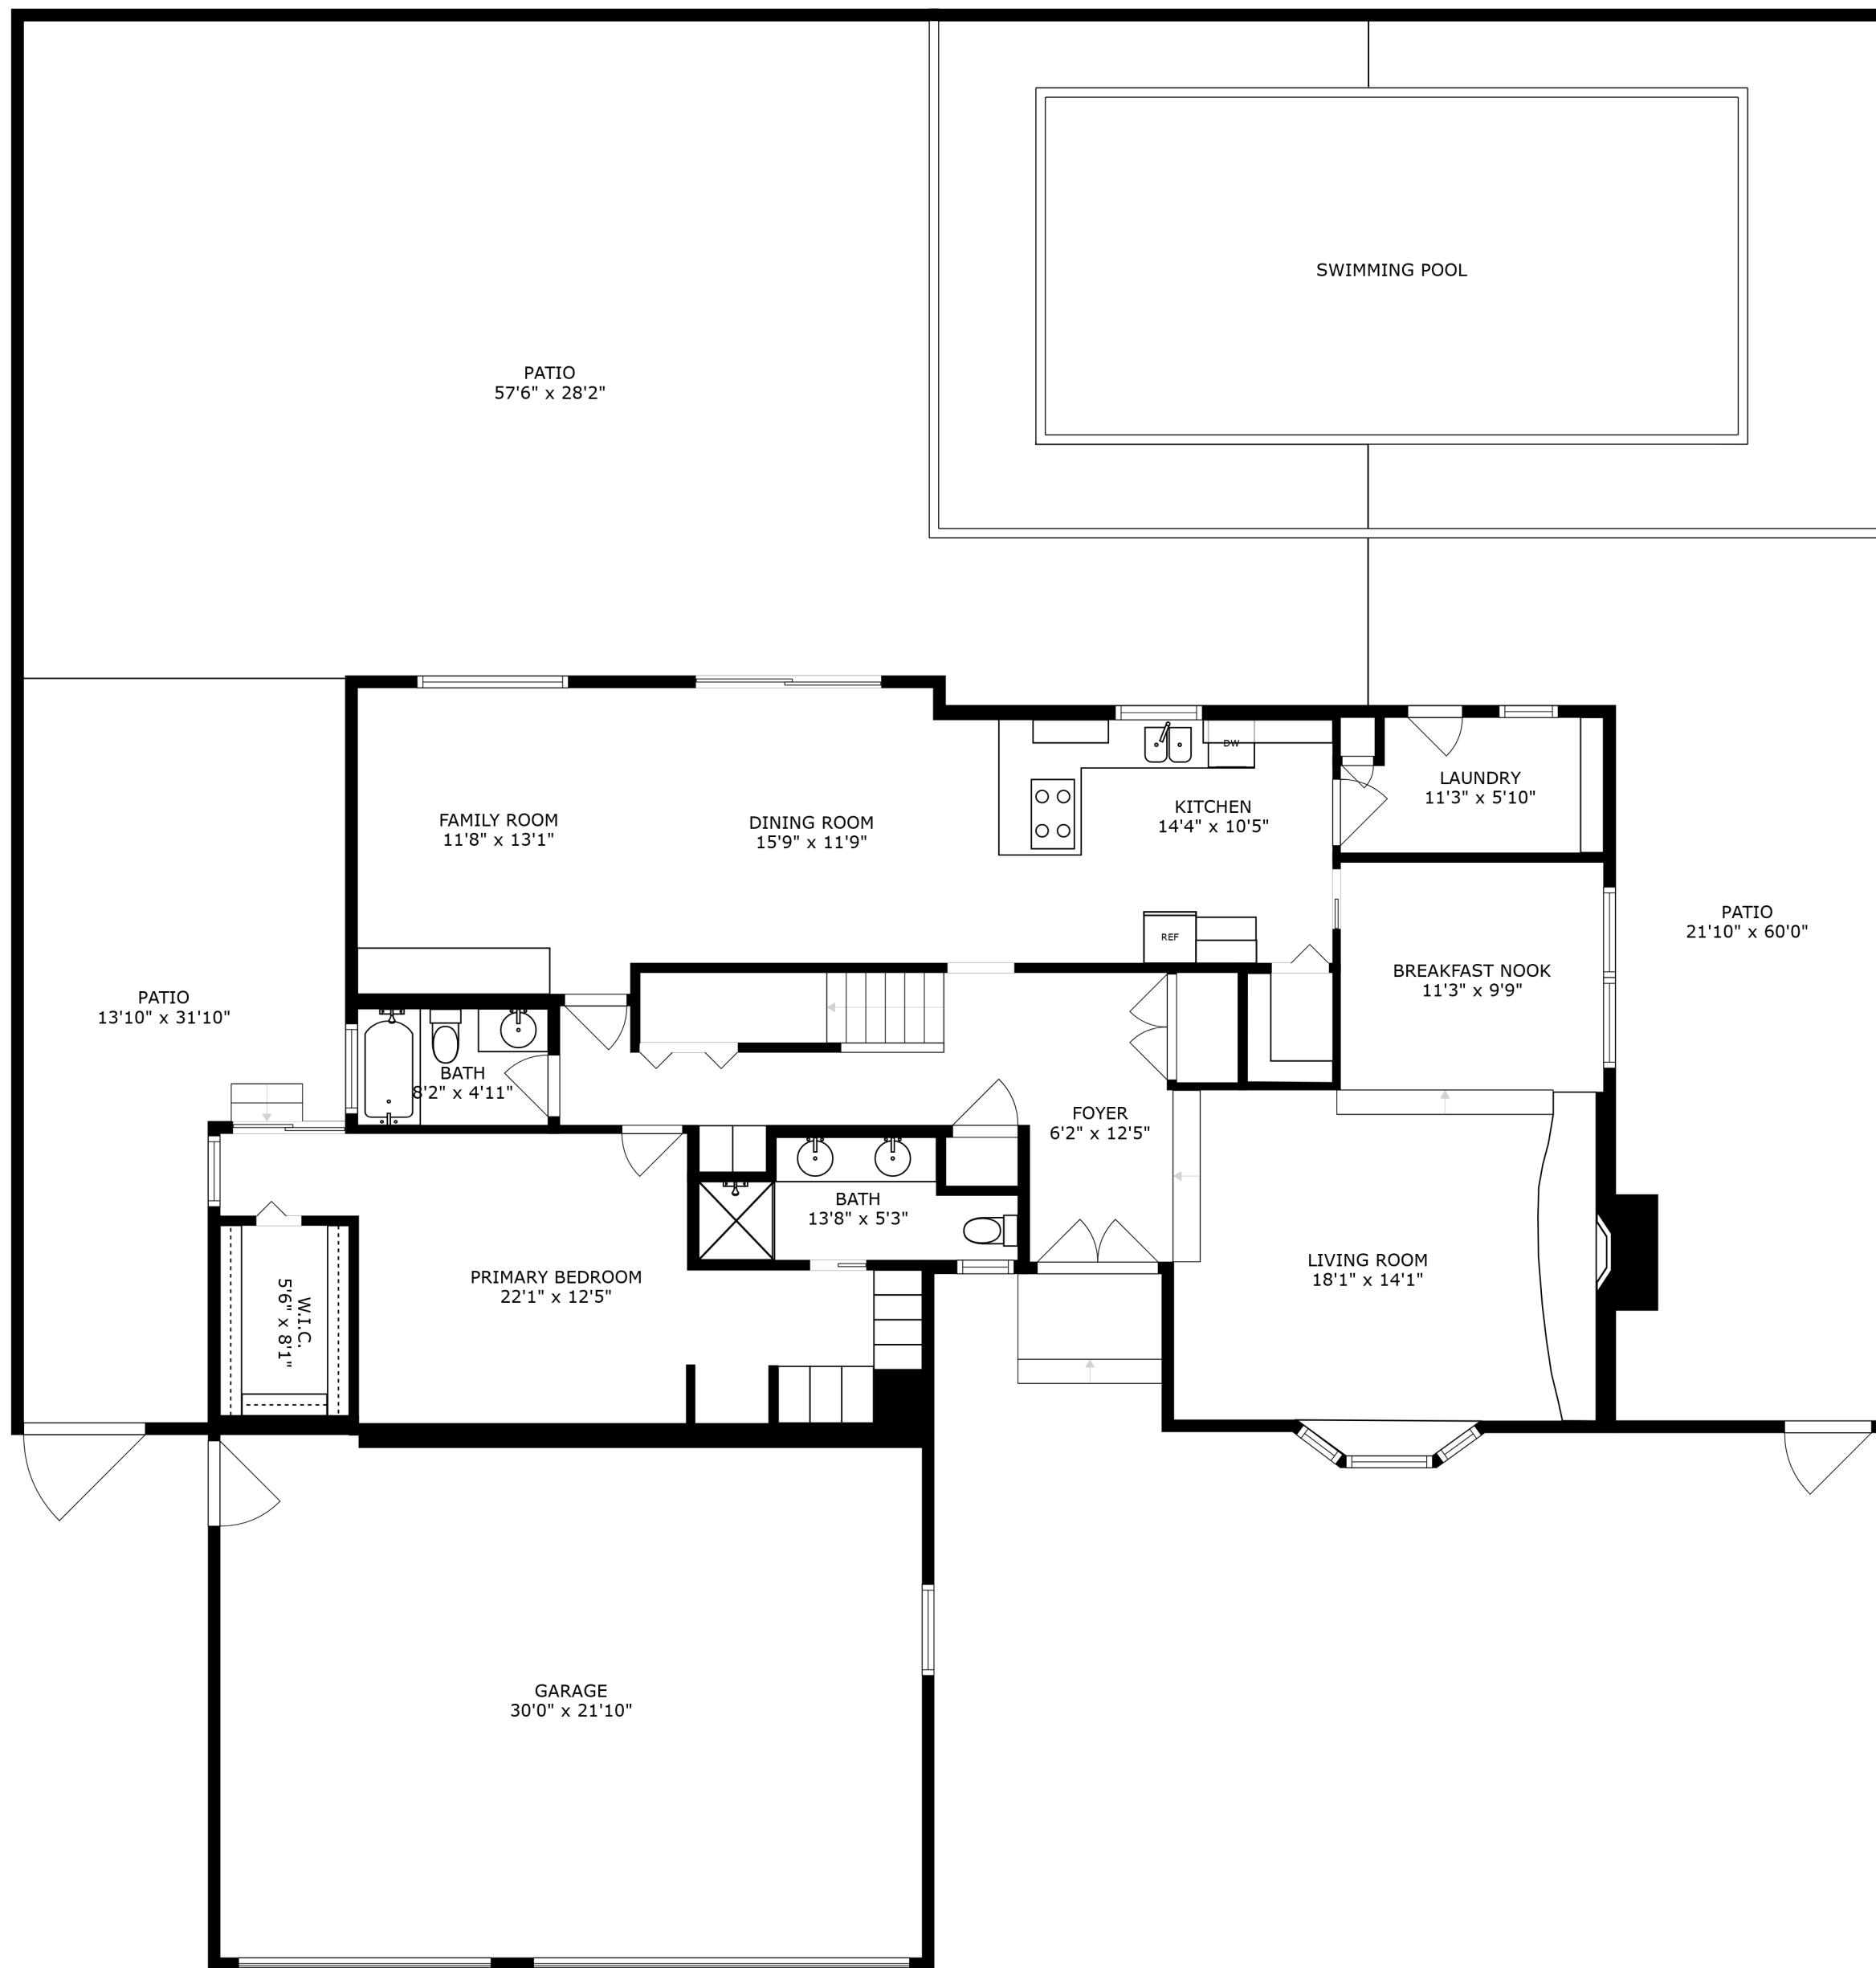 SWIMMING POOL
PATIO
57'6" x 28'2"
DW
LAUNDRY
11'3" x 5'10"
KITCHEN
14'4" x 10'5"
FAMILY ROOM
11'8" x 13'1"
DINING ROOM
15'9" x 11'9"
PATIO
21'10" x 60'0"
REF
BREAKFAST NOOK
11'3" x 9'9"
PATIO
13'10" x 31'10"
BATH
8'2" x 4'11"
FOYER
6'2" x 12'5"
BATH
13'8" x 5'3"
LIVING ROOM
18'1" x 14'1"
PRIMARY BEDROOM
22'1" x 12'5"
W.I.C.
5'6" x 8'1"
GARAGE
30'0" x 21'10"